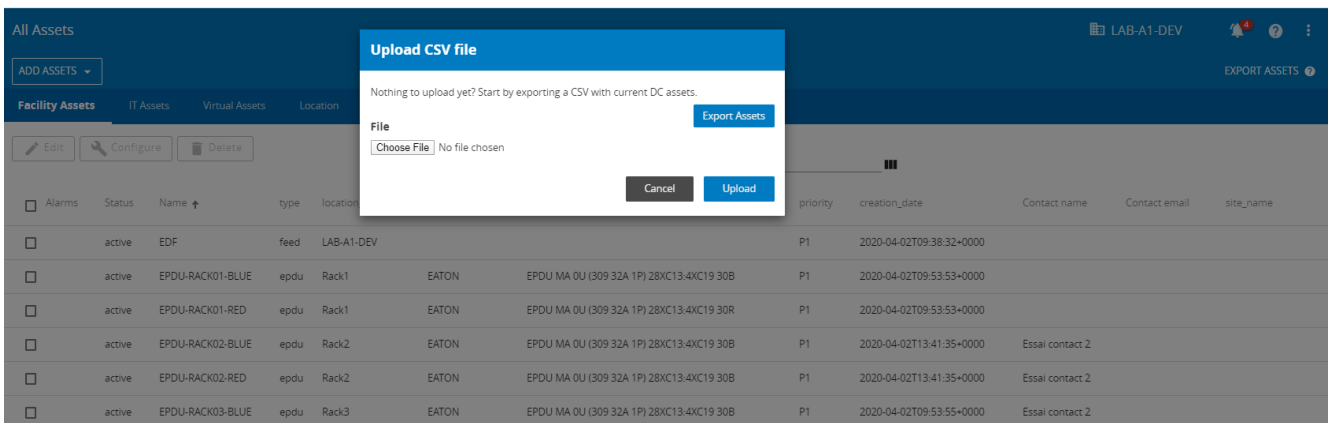 All Assets
LAB-A1-DEV
4
?
ADD ASSETS
EXPORT ASSETS ?
Facility Assets IT Assets Virtual Assets Location
Upload CSV file
Nothing to upload yet? Start by exporting a CSV with current DC assets.
Export Assets
File
Choose File No file chosen
Cancel Upload
Edit Configure Delete
Alarms Status Name type location priority creation_date Contact name Contact email site_name
active EDF feed LAB-A1-DEV P1 2020-04-02T09:38:32+0000
active EPDU-RACK01-BLUE epdu Rack1 EATON EPDU MA 0U (309 32A 1P) 28XC13:4XC19 30B P1 2020-04-02T09:53:53+0000
active EPDU-RACK01-RED epdu Rack1 EATON EPDU MA 0U (309 32A 1P) 28XC13:4XC19 30R P1 2020-04-02T09:53:53+0000
active EPDU-RACK02-BLUE epdu Rack2 EATON EPDU MA 0U (309 32A 1P) 28XC13:4XC19 30B P1 2020-04-02T13:41:35+0000 Essai contact 2
active EPDU-RACK02-RED epdu Rack2 EATON EPDU MA 0U (309 32A 1P) 28XC13:4XC19 30B P1 2020-04-02T13:41:35+0000 Essai contact 2
active EPDU-RACK03-BLUE epdu Rack3 EATON EPDU MA 0U (309 32A 1P) 28XC13:4XC19 30B P1 2020-04-02T09:53:55+0000 Essai contact 2